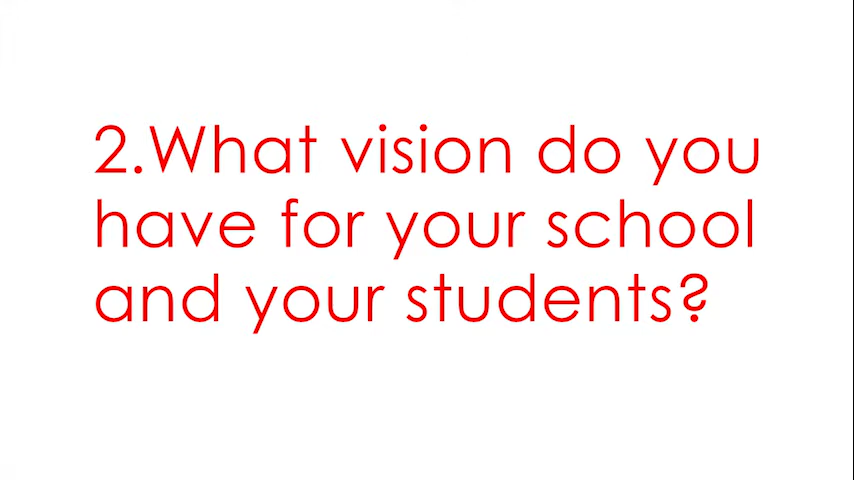 2.What vision do you
have for your school
and your students?